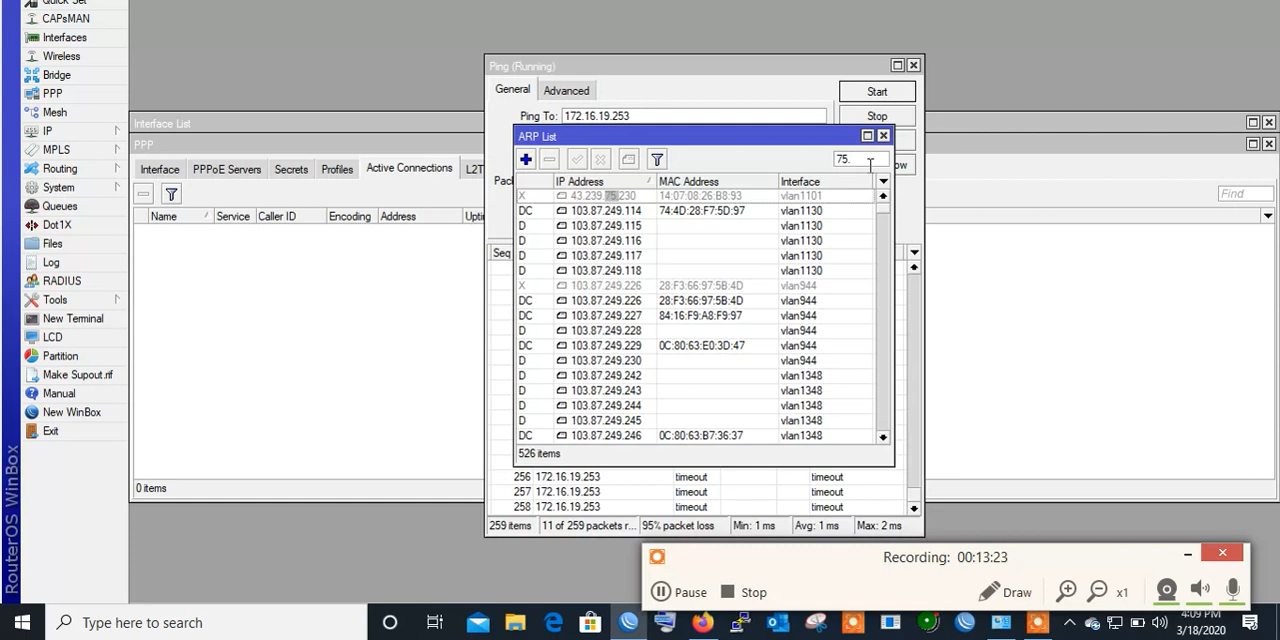 Quick Set
CAPsMAN
Interfaces
Wireless
Bridge
PPP
Mesh
IP
MPLS
Routing
System
Queues
Dot1X
Files
Log
RADIUS
Tools
New Terminal
LCD
Partition
Make Supout.rif
Manual
New WinBox
Exit
RouterOS WinBox
Interface List
PPP
Interface PPPoE Servers Secrets Profiles Active Connections L2T
Find
Name Service Caller ID Encoding Address Uptim
0 items
Ping (Running)
General Advanced
Start
Ping To: 172.16.19.253
Stop
ow
Pack
Seq
256 172.16.19.253 timeout timeout
257 172.16.19.253 timeout timeout
258 172.16.19.253 timeout timeout
259 items 11 of 259 packets r... 95% packet loss Min: 1 ms Avg: 1 ms Max: 2 ms
ARP List
75.
IP Address MAC Address Interface
X 43.239.75.230 14:07:08:26:B8:93 vlan1101
DC 103.87.249.114 74:4D:28:F7:5D:97 vlan1130
D 103.87.249.115 vlan1130
D 103.87.249.116 vlan1130
D 103.87.249.117 vlan1130
D 103.87.249.118 vlan1130
X 103.87.249.226 28:F3:66:97:5B:4D vlan944
DC 103.87.249.226 28:F3:66:97:5B:4D vlan944
DC 103.87.249.227 84:16:F9:A8:F9:97 vlan944
D 103.87.249.228 vlan944
DC 103.87.249.229 0C:80:63:E0:3D:47 vlan944
D 103.87.249.230 vlan944
D 103.87.249.242 vlan1348
D 103.87.249.243 vlan1348
D 103.87.249.244 vlan1348
D 103.87.249.245 vlan1348
DC 103.87.249.246 0C:80:63:B7:36:37 vlan1348
526 items
Recording: 00:13:23
Pause Stop Draw x1
Type here to search
4:09 PM
3/18/2020